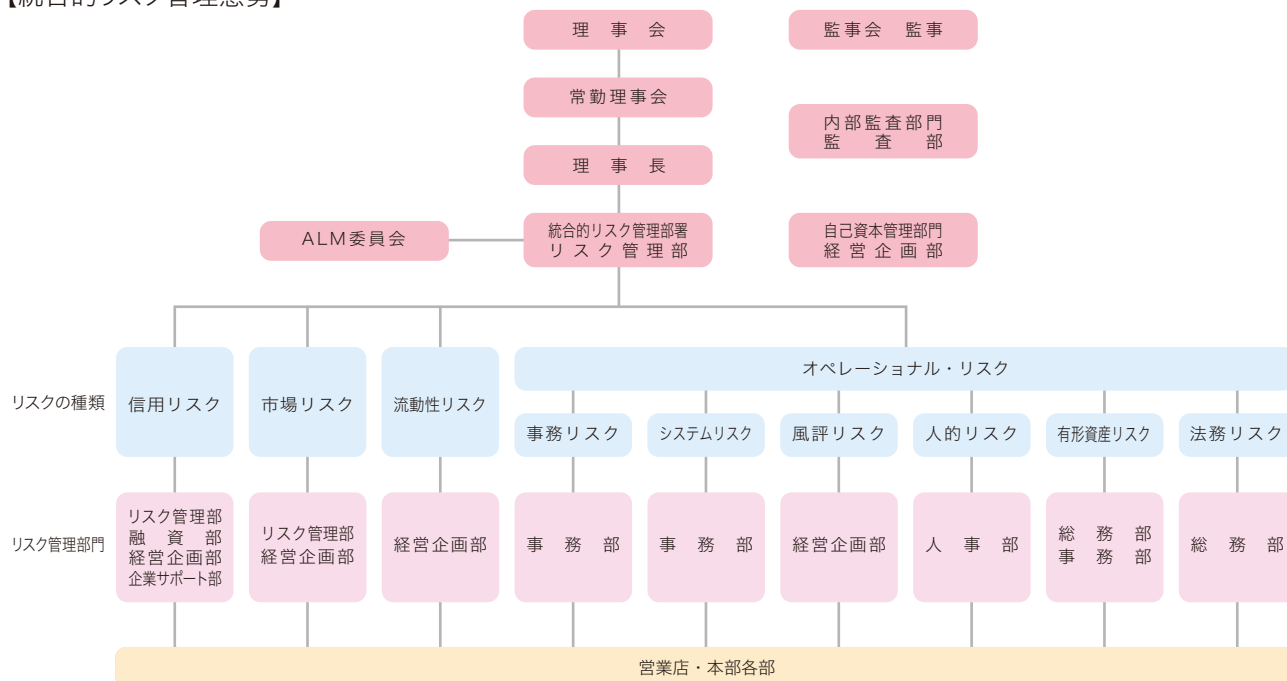 【統合的リスク管理態勢】
理事会
監事会 監事
常勤理事会
内部監査部門
監査部
理事長
ALM委員会
統合的リスク管理部署
リスク管理部
自己資本管理部門
経営企画部
リスクの種類
信用リスク
市場リスク
流動性リスク
オペレーショナル・リスク
事務リスク
システムリスク
風評リスク
人的リスク
有形資産リスク
法務リスク
リスク管理部門
リスク管理部
融資部
経営企画部
企業サポート部
リスク管理部
経営企画部
経営企画部
事務部
事務部
経営企画部
人事部
総務部
事務部
総務部
営業店・本部各部